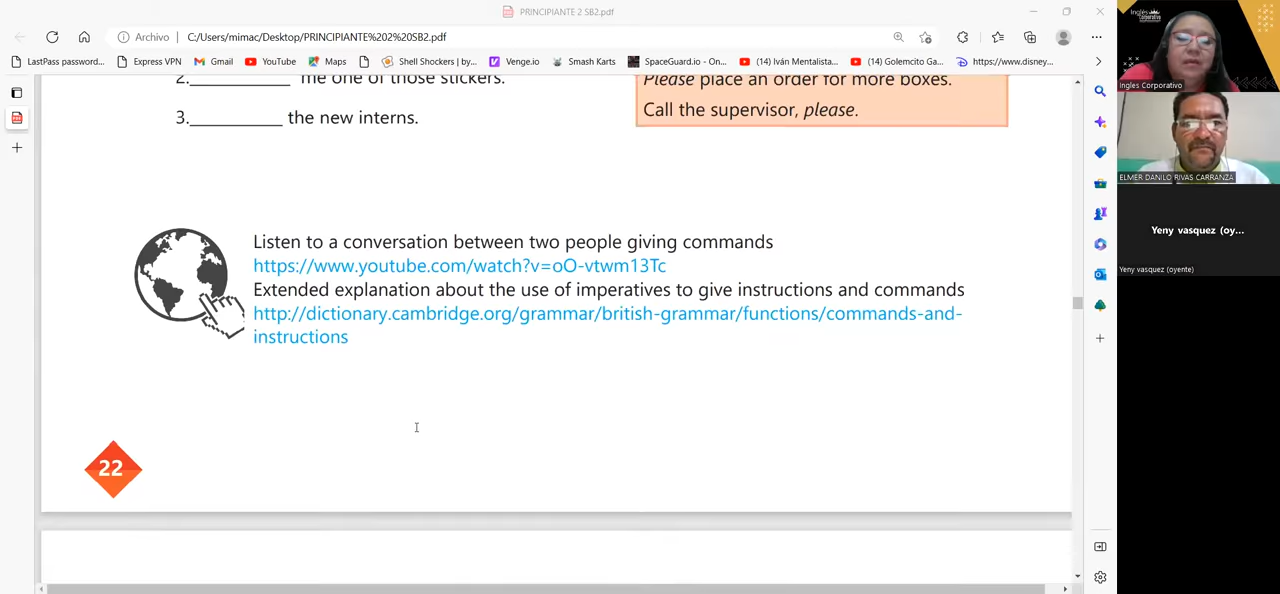 PRINCIPIANTE 2 SB2.pdf
Archivo | C:/Users/mimac/Desktop/PRINCIPIANTE%202%20SB2.pdf
LastPass password... Express VPN Gmail YouTube Maps Shell Shockers | by... Venge.io Smash Karts SpaceGuard.io - On... (14) Iván Mentalista... (14) Golemcito Ga... https://www.disney...
2.__________ me one of those stickers.
3.__________ the new interns.
Please place an order for more boxes.
Call the supervisor, please.
Listen to a conversation between two people giving commands
https://www.youtube.com/watch?v=oO-vtwm13Tc
Extended explanation about the use of imperatives to give instructions and commands
http://dictionary.cambridge.org/grammar/british-grammar/functions/commands-and-
instructions
22
Inglés
Corporativo
Ingles Corporativo
ELMER DANILO RIVAS CARRANZA
Yeny vasquez (oy...
Yeny vasquez (oyente)